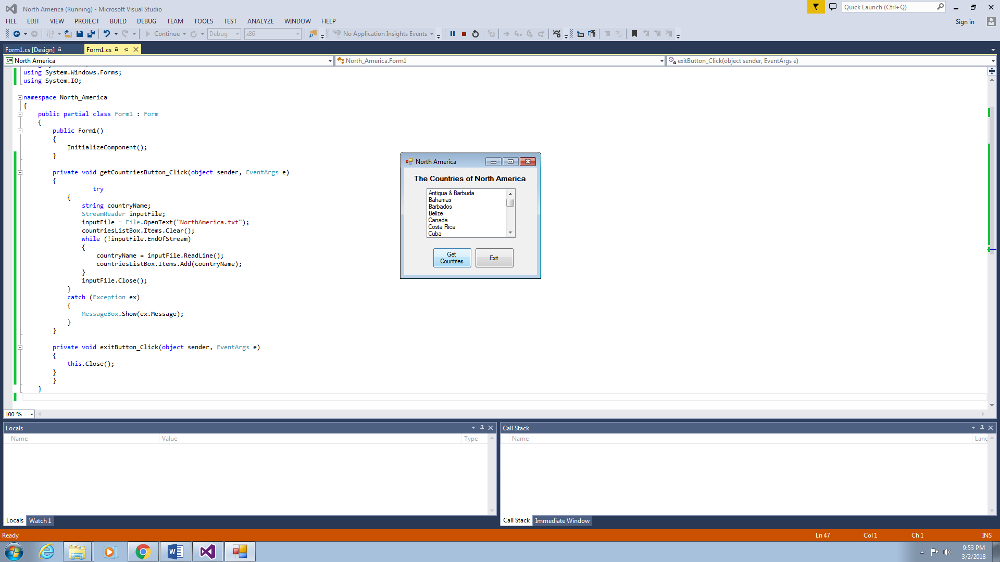 North America (Running) - Microsoft Visual Studio
Quick Launch (Ctrl+Q)
FILE EDIT VIEW PROJECT BUILD DEBUG TEAM TOOLS TEST ANALYZE WINDOW HELP
Sign in
Continue Debug x86 No Application Insights Events
Form1.cs [Design] Form1.cs
C# North America North_America.Form1 exitButton_Click(object sender, EventArgs e)
using System.Windows.Forms;
using System.IO;
namespace North_America
{
public partial class Form1 : Form
{
public Form1()
{
InitializeComponent();
}
private void getCountriesButton_Click(object sender, EventArgs e)
{
try
{
string countryName;
StreamReader inputFile;
inputFile = File.OpenText("NorthAmerica.txt");
countriesListBox.Items.Clear();
while (!inputFile.EndOfStream)
{
countryName = inputFile.ReadLine();
countriesListBox.Items.Add(countryName);
}
inputFile.Close();
}
catch (Exception ex)
{
MessageBox.Show(ex.Message);
}
}
private void exitButton_Click(object sender, EventArgs e)
{
this.Close();
}
}
}
North America
The Countries of North America
Antigua & Barbuda
Bahamas
Barbados
Belize
Canada
Costa Rica
Cuba
Get
Countries
Exit
100 %
Locals
Name Value Type
Call Stack
Name Lang
Locals Watch 1
Call Stack Immediate Window
Ready Ln 47 Col 1 Ch 1 INS
9:53 PM
3/2/2018